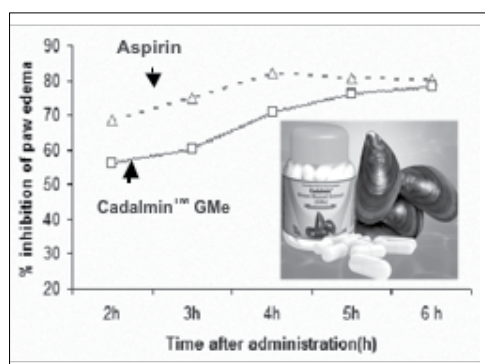 90
80
70
60
50
40
30
20
% inhibition of paw edema
Aspirin
Cadalmin™ GMe
Cadalmin
2h 3h 4h 5h 6 h
Time after administration(h)